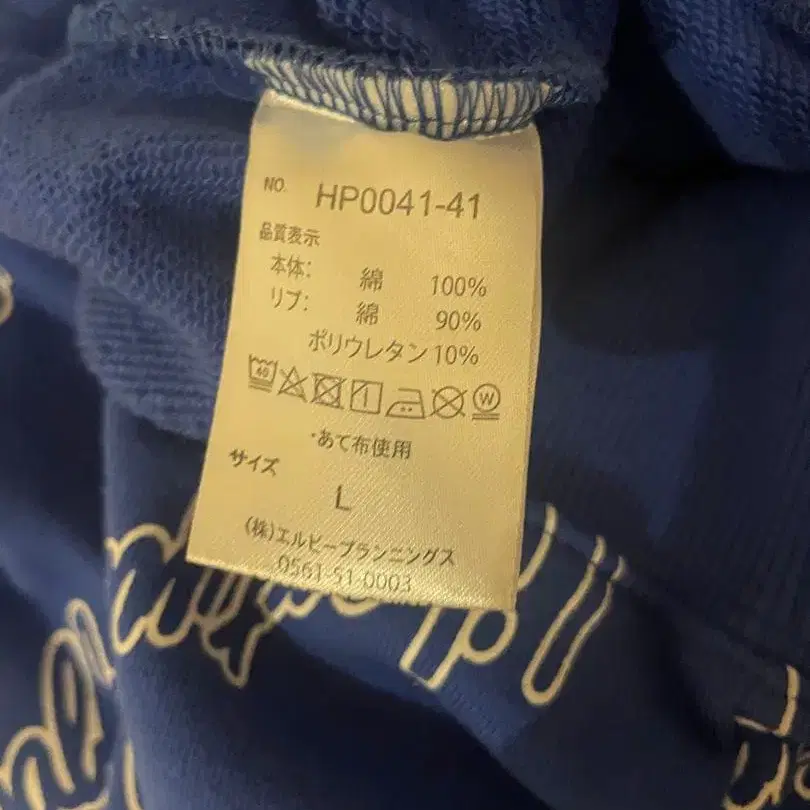 NO. HP0041-41
品質表示
本体: 綿 100%
リブ: 綿 90%
ポリウレタン 10%
40 W
・あて布使用
サイズ
L
(株)エルビープランニングス
0561-51-0003